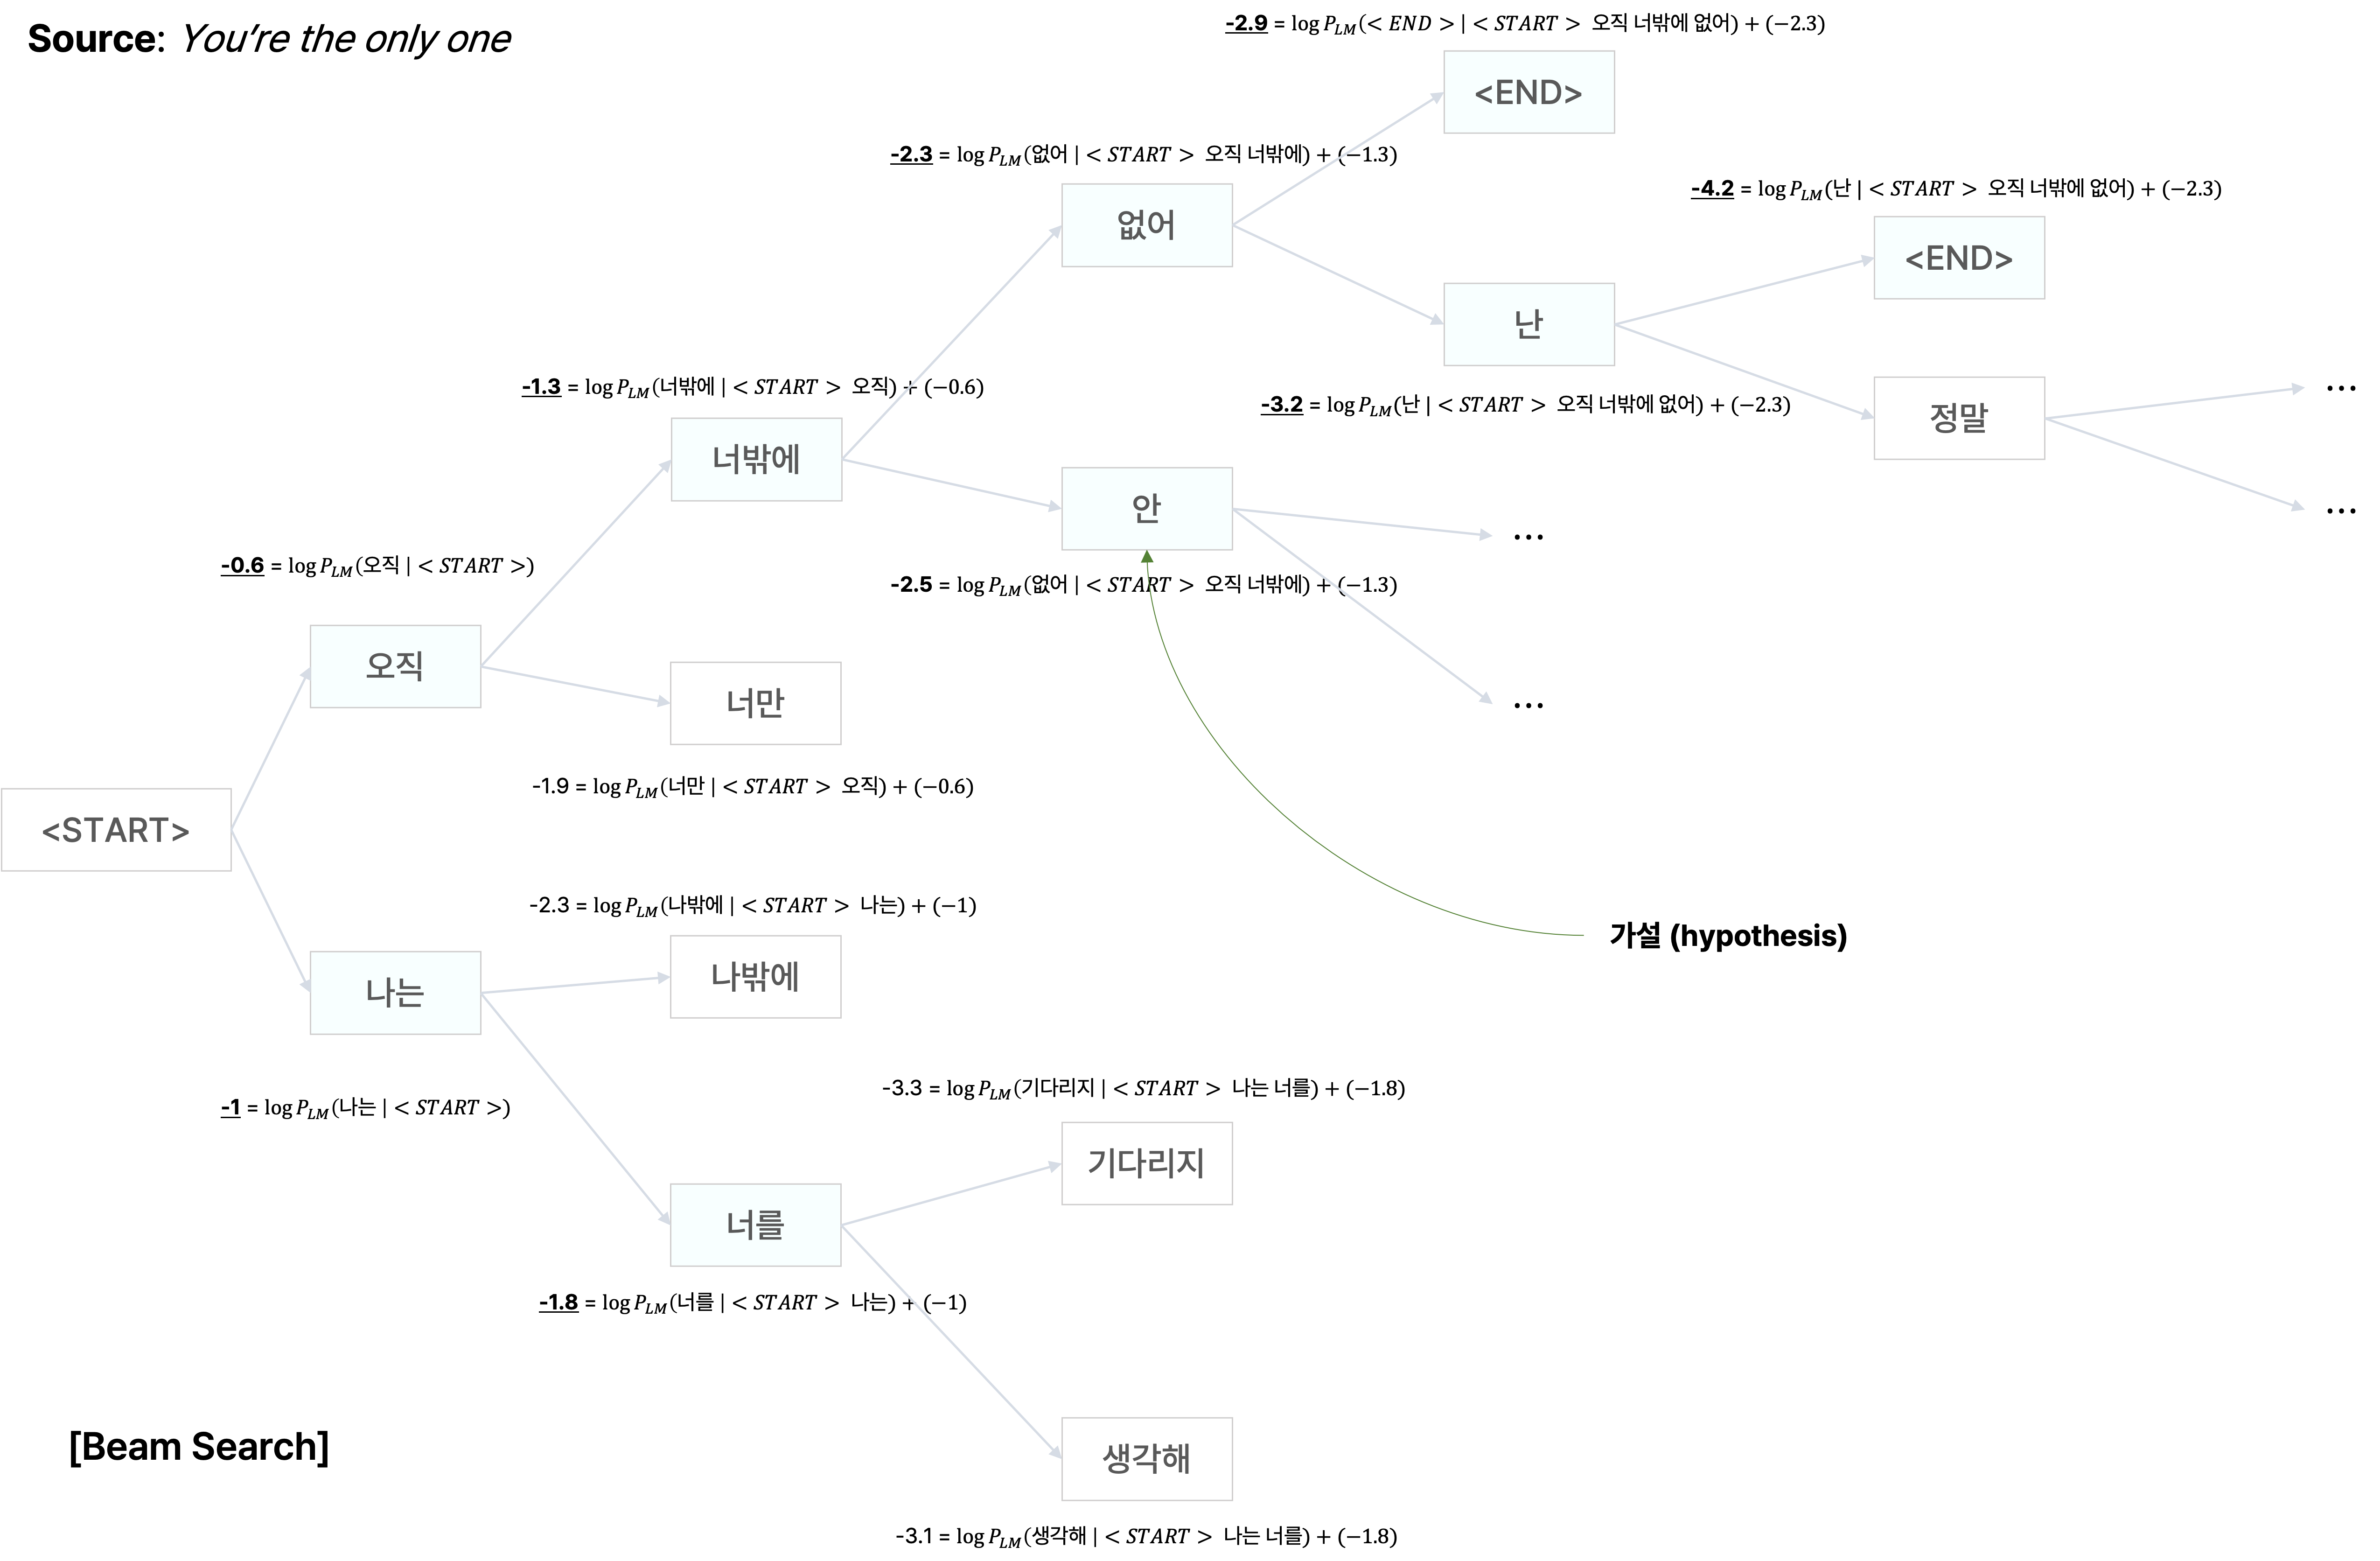 Source: You're the only one
-2.9 = log P_LM(< END > | < START > 오직 너밖에 없어) + (−2.3)
<END>
-2.3 = log P_LM(없어 | < START > 오직 너밖에) + (−1.3)
없어
-4.2 = log P_LM(난 | < START > 오직 너밖에 없어) + (−2.3)
<END>
난
-3.2 = log P_LM(난 | < START > 오직 너밖에 없어) + (−2.3)
정말
...
...
-1.3 = log P_LM(너밖에 | < START > 오직) + (−0.6)
너밖에
안
...
-2.5 = log P_LM(없어 | < START > 오직 너밖에) + (−1.3)
...
-0.6 = log P_LM(오직 | < START >)
오직
너만
-1.9 = log P_LM(너만 | < START > 오직) + (−0.6)
<START>
-2.3 = log P_LM(나밖에 | < START > 나는) + (−1)
나밖에
가설 (hypothesis)
나는
-1 = log P_LM(나는 | < START >)
-3.3 = log P_LM(기다리지 | < START > 나는 너를) + (−1.8)
기다리지
너를
-1.8 = log P_LM(너를 | < START > 나는) + (−1)
[Beam Search]
생각해
-3.1 = log P_LM(생각해 | < START > 나는 너를) + (−1.8)